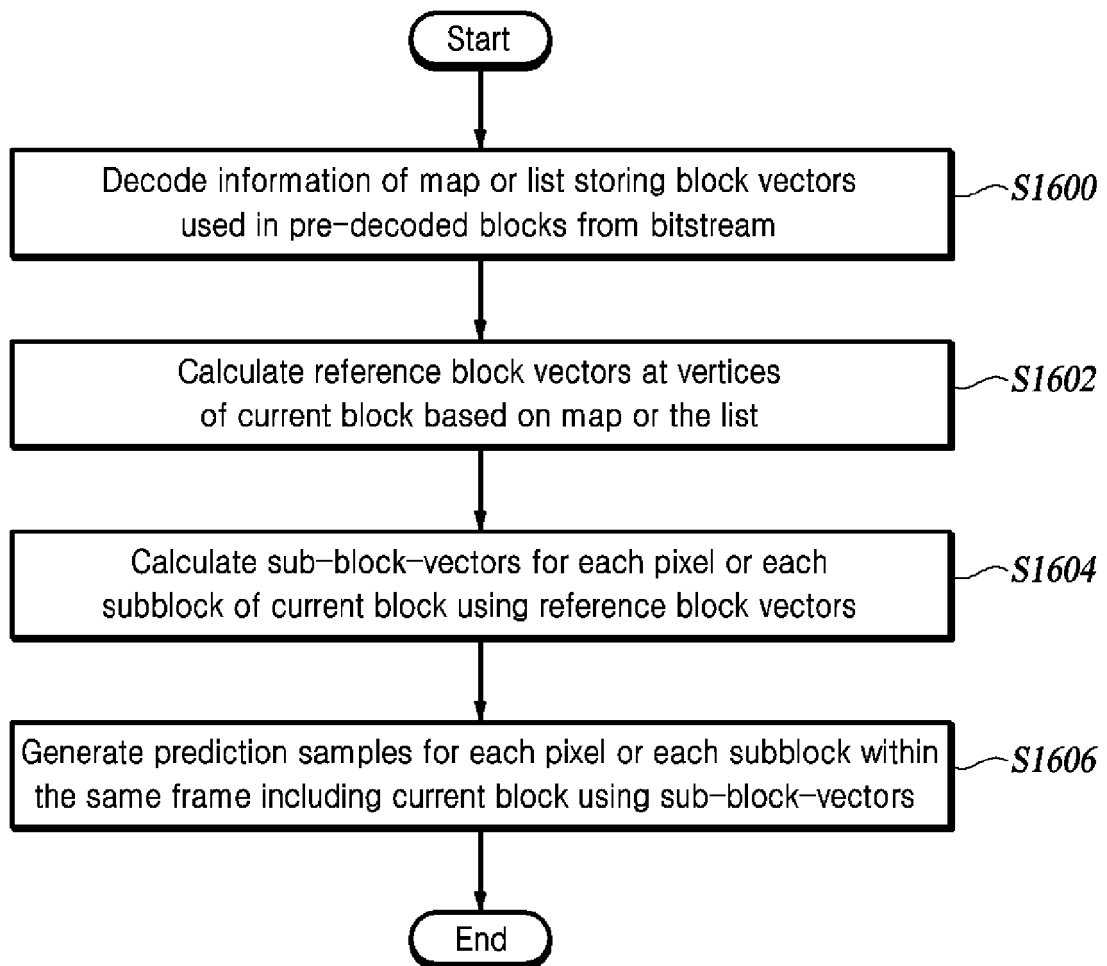 Start
Decode information of map or list storing block vectors
used in pre-decoded blocks from bitstream
S1600
Calculate reference block vectors at vertices
of current block based on map or the list
S1602
Calculate sub-block-vectors for each pixel or each
subblock of current block using reference block vectors
S1604
Generate prediction samples for each pixel or each subblock within
the same frame including current block using sub-block-vectors
S1606
End